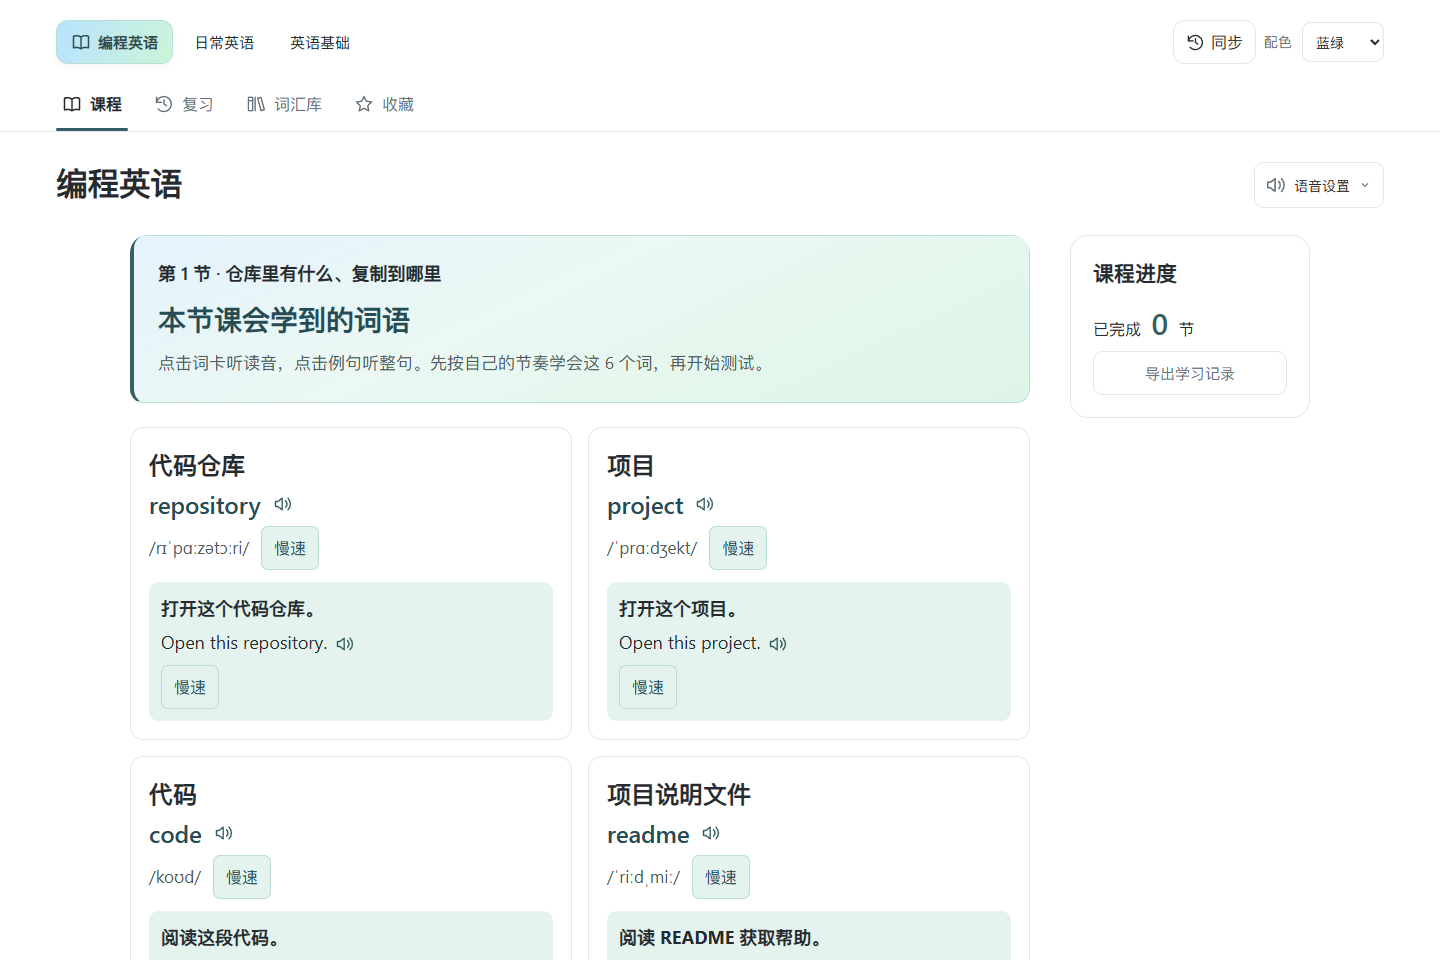 编程英语 日常英语 英语基础 同步 配色 蓝绿
课程 复习 词汇库 收藏
编程英语
语音设置
第 1 节 · 仓库里有什么、复制到哪里
本节课会学到的词语
点击词卡听读音，点击例句听整句。先按自己的节奏学会这 6 个词，再开始测试。
课程进度
已完成 0 节
导出学习记录
代码仓库
repository
/rɪˈpɑːzətɔːri/ 慢速
打开这个代码仓库。
Open this repository.
慢速
项目
project
/ˈprɑːdʒekt/ 慢速
打开这个项目。
Open this project.
慢速
代码
code
/koʊd/ 慢速
阅读这段代码。
项目说明文件
readme
/ˈriːdˌmiː/ 慢速
阅读 README 获取帮助。